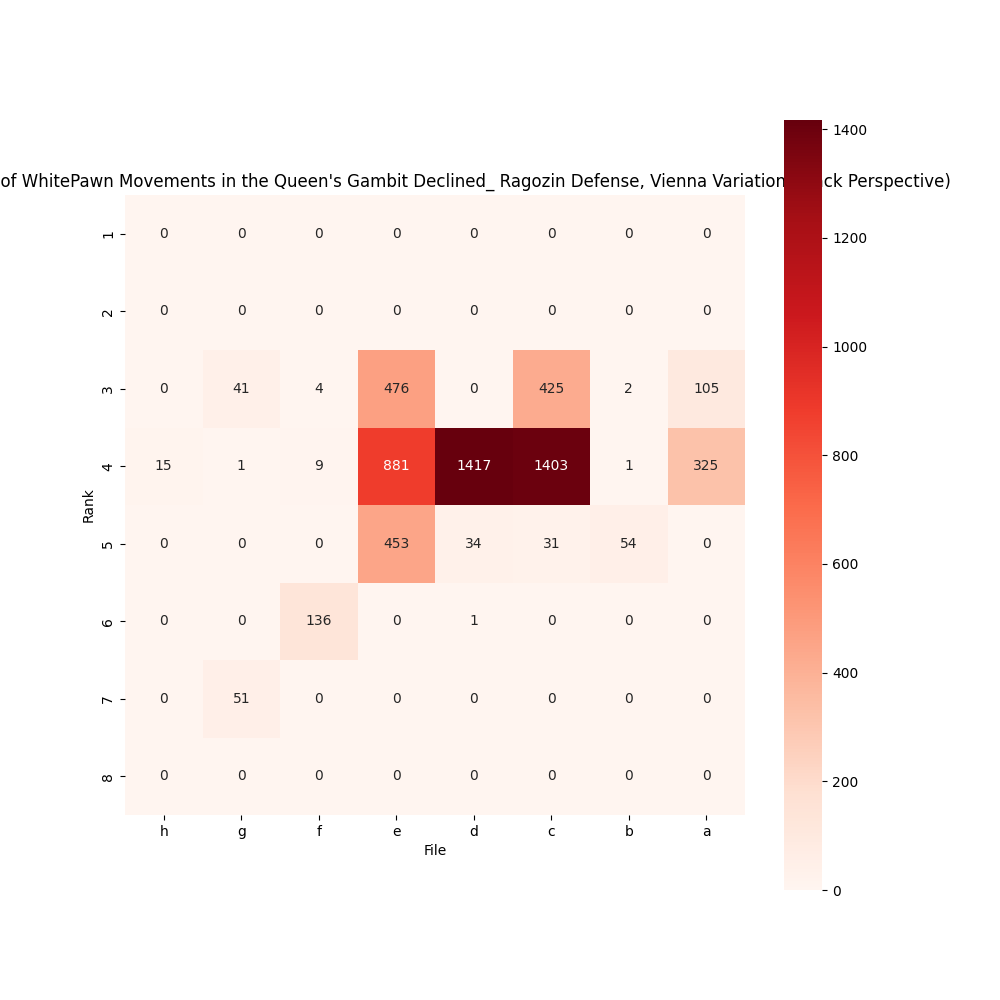 of WhitePawn Movements in the Queen's Gambit Declined_ Ragozin Defense, Vienna Variation ck Perspective)
1 0 0 0 0 0 0 0 0
2 0 0 0 0 0 0 0 0
3 0 41 4 476 0 425 2 105
4 15 1 9 881 1417 1403 1 325
5 0 0 0 453 34 31 54 0
6 0 0 136 0 1 0 0 0
7 0 51 0 0 0 0 0 0
8 0 0 0 0 0 0 0 0
h g f e d c b a
File
Rank
1400
1200
1000
800
600
400
200
0